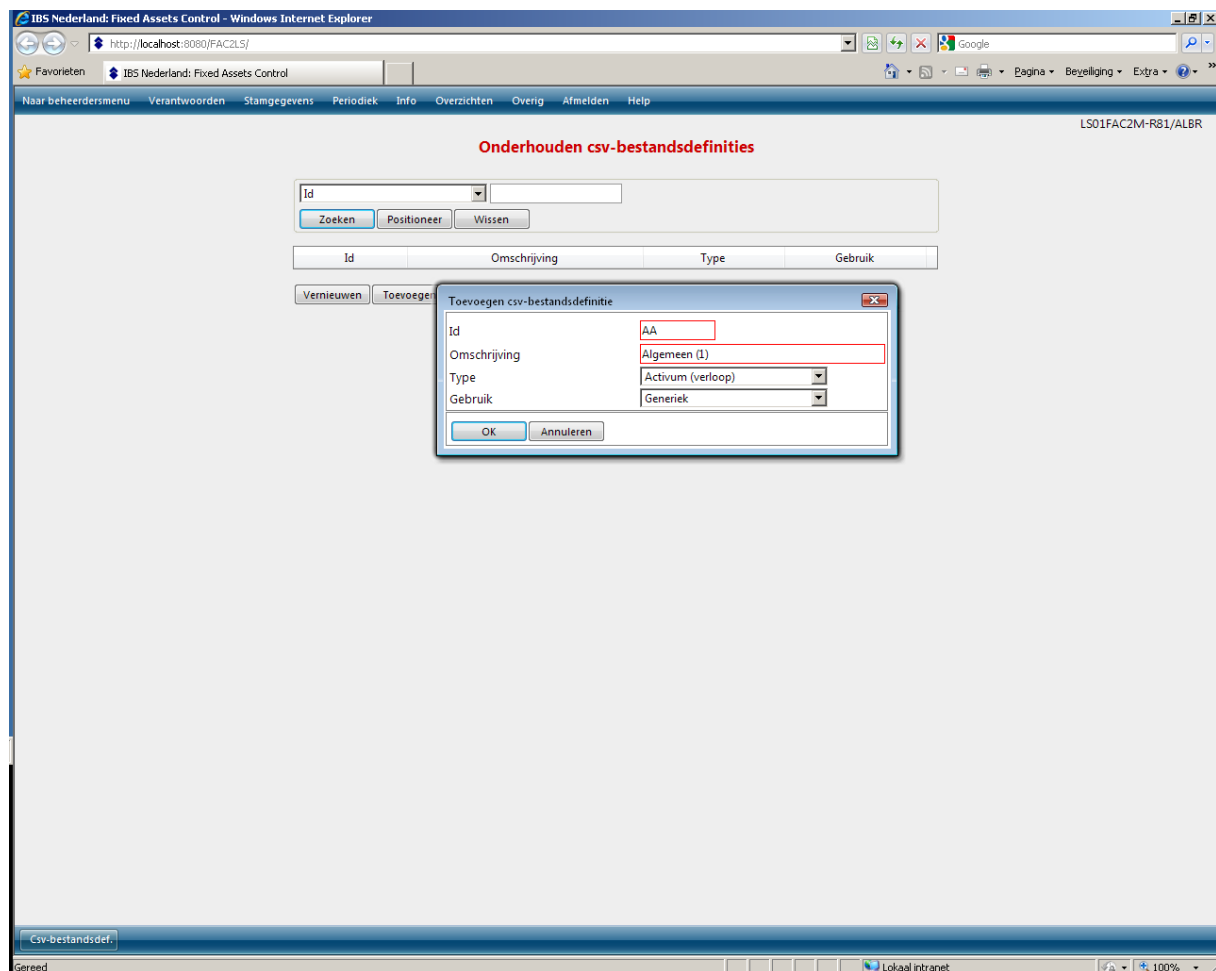 IBS Nederland: Fixed Assets Control - Windows Internet Explorer
http://localhost:8080/FAC2LS/
Google
Favorieten
IBS Nederland: Fixed Assets Control
Pagina
Beveiliging
Extra
»
Naar beheerdersmenu Verantwoorden Stamgegevens Periodiek Info Overzichten Overig Afmelden Help
LS01FAC2M-R81/ALBR
Onderhouden csv-bestandsdefinities
Id
Zoeken Positioneer Wissen
Id Omschrijving Type Gebruik
Vernieuwen Toevoegen
Toevoegen csv-bestandsdefinitie
Id AA
Omschrijving Algemeen (1)
Type Activum (verloop)
Gebruik Generiek
OK Annuleren
Csv-bestandsdef.
Gereed Lokaal intranet 100%